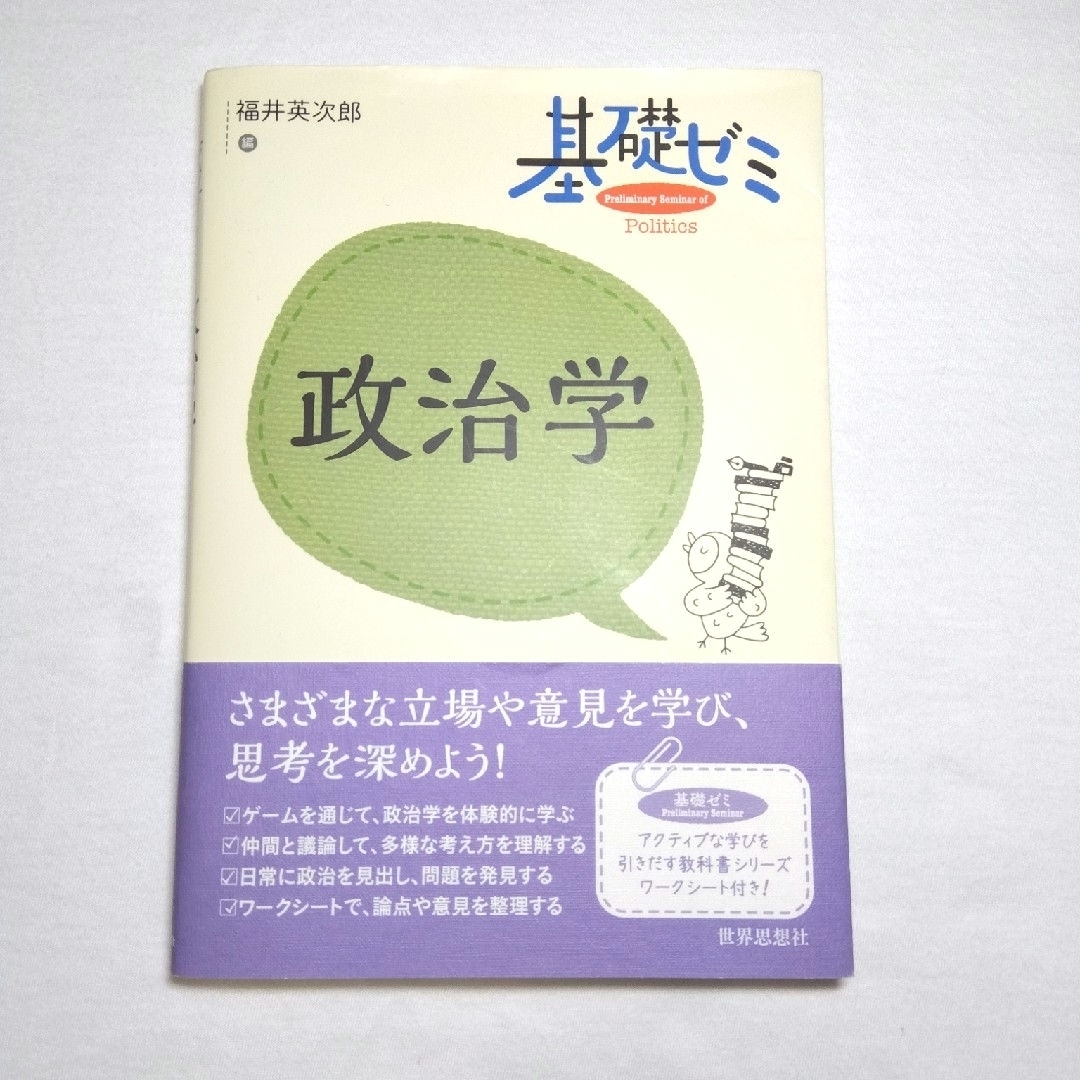 福井英次郎
編
基礎ゼミ
Preliminary Seminar of
Politics
政治学
さまざまな立場や意見を学び、
思考を深めよう!
☑ゲームを通じて、政治学を体験的に学ぶ
☑仲間と議論して、多様な考え方を理解する
☑日常に政治を見出し、問題を発見する
☑ワークシートで、論点や意見を整理する
基礎ゼミ
Preliminary Seminar
アクティブな学びを
引きだす教科書シリーズ
ワークシート付き!
世界思想社